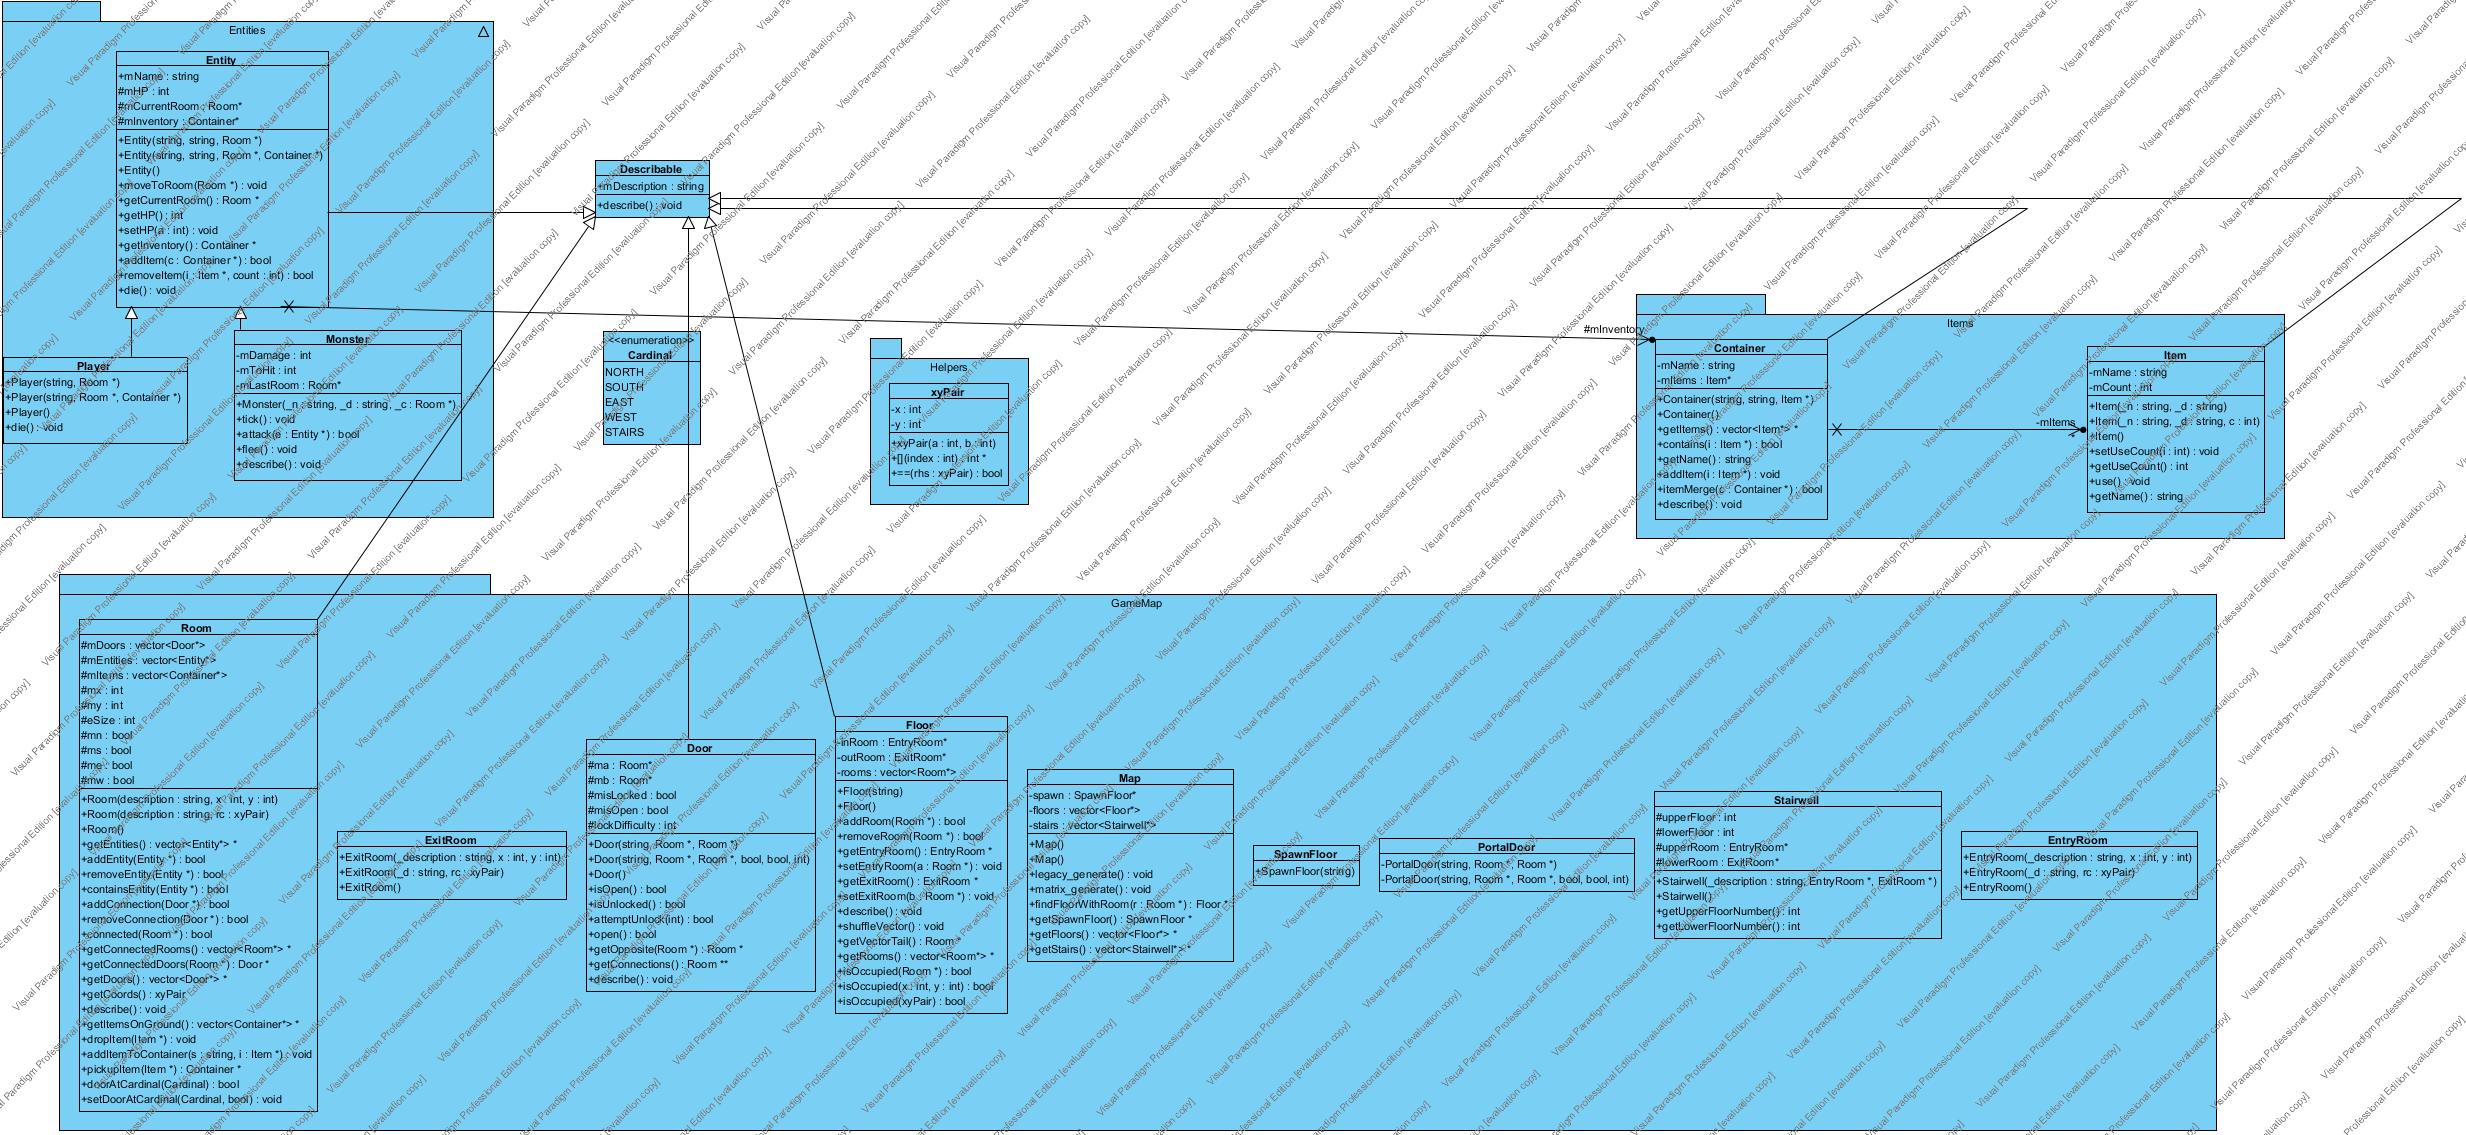 Entities
Entity
+mName : string
#mHP : int
#mCurrentRoom : Room*
#mInventory : Container*
+Entity(string, string, Room *)
+Entity(string, string, Room *, Container *)
+Entity()
+moveToRoom(Room *) : void
+getCurrentRoom() : Room *
+getHP() : int
+setHP(a : int) : void
+getInventory() : Container *
+addItem(c : Container *) : bool
+removeItem(i : Item *, count : int) : bool
+die() : void
Player
+Player(string, Room *)
+Player(string, Room *, Container *)
+Player()
+die() : void
Monster
-mDamage : int
-mToHit : int
-mLastRoom : Room*
+Monster(_n : string, _d : string, _c : Room *)
+tick() : void
+attack(e : Entity *) : bool
+flee() : void
+describe() : void
Describable
+mDescription : string
+describe() : void
<<enumeration>>
Cardinal
NORTH
SOUTH
EAST
WEST
STAIRS
Helpers
xyPair
-x : int
-y : int
+xyPair(a : int, b : int)
+[](index : int) : int *
+==(rhs : xyPair) : bool
#mInventory
Items
Container
-mName : string
-mItems : Item*
+Container(string, string, Item *)
+Container()
+getItems() : vector<Item*> *
+contains(i : Item *) : bool
+getName() : string
+addItem(i : Item *) : void
+itemMerge(c : Container *) : bool
+describe() : void
-mItems
Item
-mName : string
-mCount : int
+Item(_n : string, _d : string)
+Item(_n : string, _d : string, c : int)
+Item()
+setUseCount(i : int) : void
+getUseCount() : int
+use() : void
+getName() : string
GameMap
Room
#mDoors : vector<Door*>
#mEntities : vector<Entity*>
#mItems : vector<Container*>
#mx : int
#my : int
#eSize : int
#mn : bool
#ms : bool
#me : bool
#mw : bool
+Room(description : string, x : int, y : int)
+Room(description : string, rc : xyPair)
+Room()
+getEntities() : vector<Entity*> *
+addEntity(Entity *) : bool
+removeEntity(Entity *) : bool
+containsEntity(Entity *) : bool
+addConnection(Door *) : bool
+removeConnection(Door *) : bool
+connected(Room *) : bool
+getConnectedRooms() : vector<Room*> *
+getConnectedDoors(Room *) : Door *
+getDoors() : vector<Door*> *
+getCoords() : xyPair
+describe() : void
+getItemsOnGround() : vector<Container*> *
+dropItem(Item *) : void
+addItemToContainer(s : string, i : Item *) : void
+pickupItem(Item *) : Container *
+doorAtCardinal(Cardinal) : bool
+setDoorAtCardinal(Cardinal, bool) : void
ExitRoom
+ExitRoom(_description : string, x : int, y : int)
+ExitRoom(_d : string, rc : xyPair)
+ExitRoom()
Door
#ma : Room*
#mb : Room*
#misLocked : bool
#misOpen : bool
#lockDifficulty : int
+Door(string, Room *, Room *)
+Door(string, Room *, Room *, bool, bool, int)
+Door()
+isOpen() : bool
+isUnlocked() : bool
+attemptUnlock(int) : bool
+open() : bool
+getOpposite(Room *) : Room *
+getConnections() : Room **
+describe() : void
Floor
-inRoom : EntryRoom*
-outRoom : ExitRoom*
-rooms : vector<Room*>
+Floor(string)
+Floor()
+addRoom(Room *) : bool
+removeRoom(Room *) : bool
+getEntryRoom() : EntryRoom *
+setEntryRoom(a : Room *) : void
+getExitRoom() : ExitRoom *
+setExitRoom(b : Room *) : void
+describe() : void
+shuffleVector() : void
+getVectorTail() : Room *
+getRooms() : vector<Room*> *
+isOccupied(Room *) : bool
+isOccupied(x : int, y : int) : bool
+isOccupied(xyPair) : bool
Map
-spawn : SpawnFloor*
-floors : vector<Floor*>
-stairs : vector<Stairwell*>
+Map()
+Map()
+legacy_generate() : void
+matrix_generate() : void
+findFloorWithRoom(r : Room *) : Floor *
+getSpawnFloor() : SpawnFloor *
+getFloors() : vector<Floor*> *
+getStairs() : vector<Stairwell*> *
SpawnFloor
+SpawnFloor(string)
PortalDoor
-PortalDoor(string, Room *, Room *)
-PortalDoor(string, Room *, Room *, bool, bool, int)
Stairwell
#upperFloor : int
#lowerFloor : int
#upperRoom : EntryRoom*
#lowerRoom : ExitRoom*
+Stairwell(_description : string, EntryRoom *, ExitRoom *)
+Stairwell()
+getUpperFloorNumber() : int
+getLowerFloorNumber() : int
EntryRoom
+EntryRoom(_description : string, x : int, y : int)
+EntryRoom(_d : string, rc : xyPair)
+EntryRoom()
Visual Paradigm Professional Edition [evaluation copy]